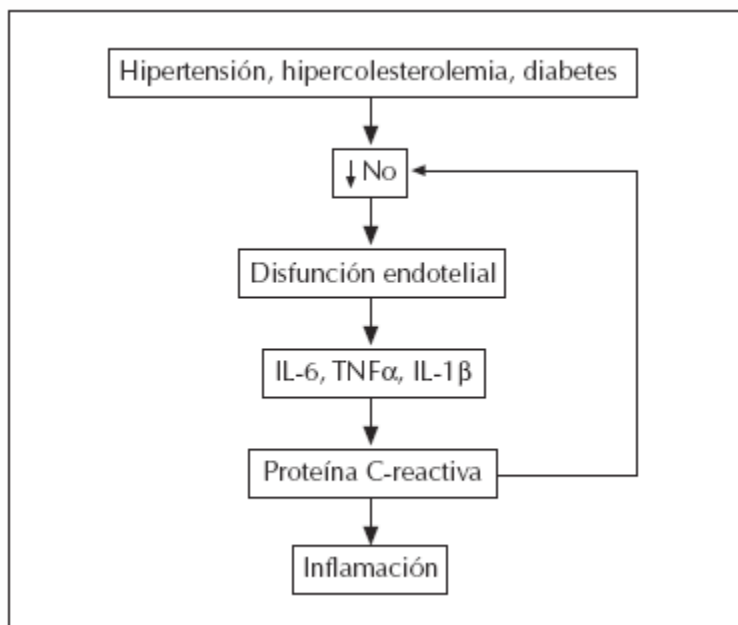 Hipertensión, hipercolesterolemia, diabetes
↓ No
Disfunción endotelial
IL-6, TNFα, IL-1β
Proteína C-reactiva
Inflamación